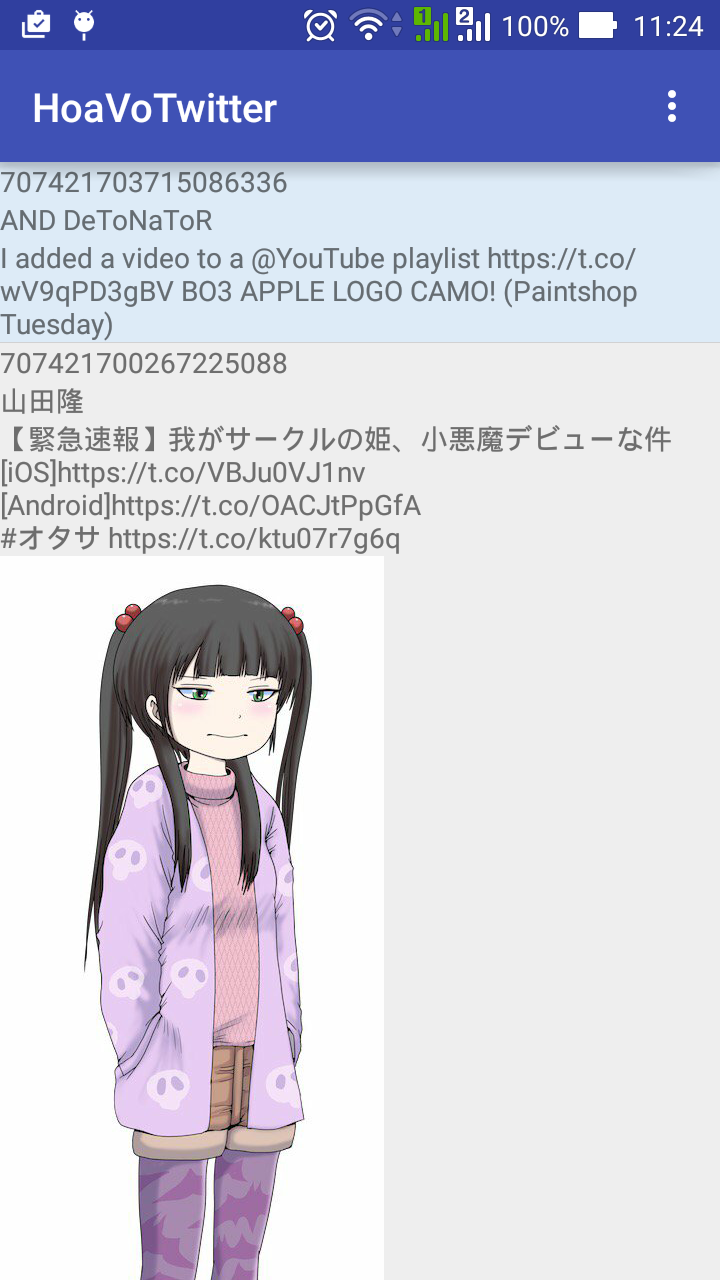 1 2 100% 11:24
HoaVoTwitter
707421703715086336
AND DeToNaToR
I added a video to a @YouTube playlist https://t.co/
wV9qPD3gBV BO3 APPLE LOGO CAMO! (Paintshop
Tuesday)
707421700267225088
山田隆
【緊急速報】我がサークルの姫、小悪魔デビューな件
[iOS]https://t.co/VBJu0VJ1nv
[Android]https://t.co/OACJtPpGfA
#オタサ https://t.co/ktu07r7g6q